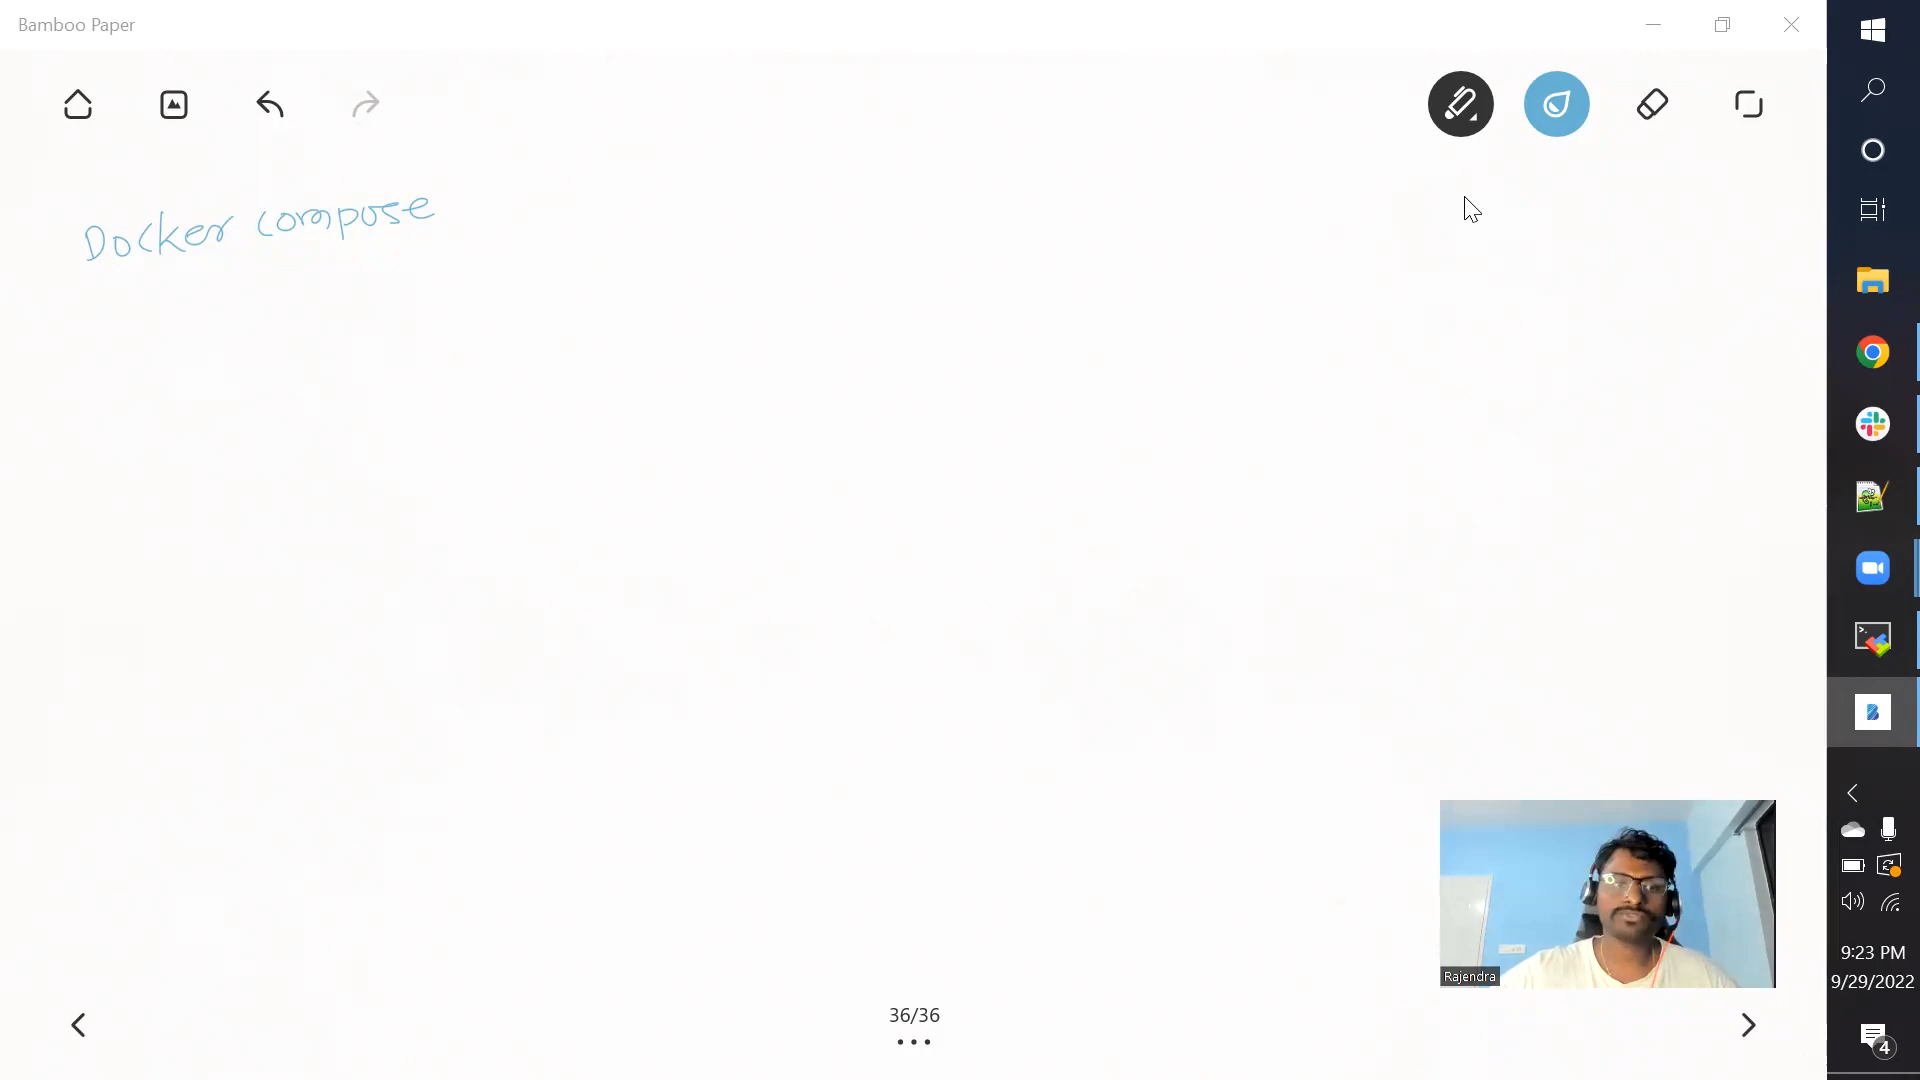 Bamboo Paper
Docker compose
Rajendra
36/36
9:23 PM
9/29/2022
4